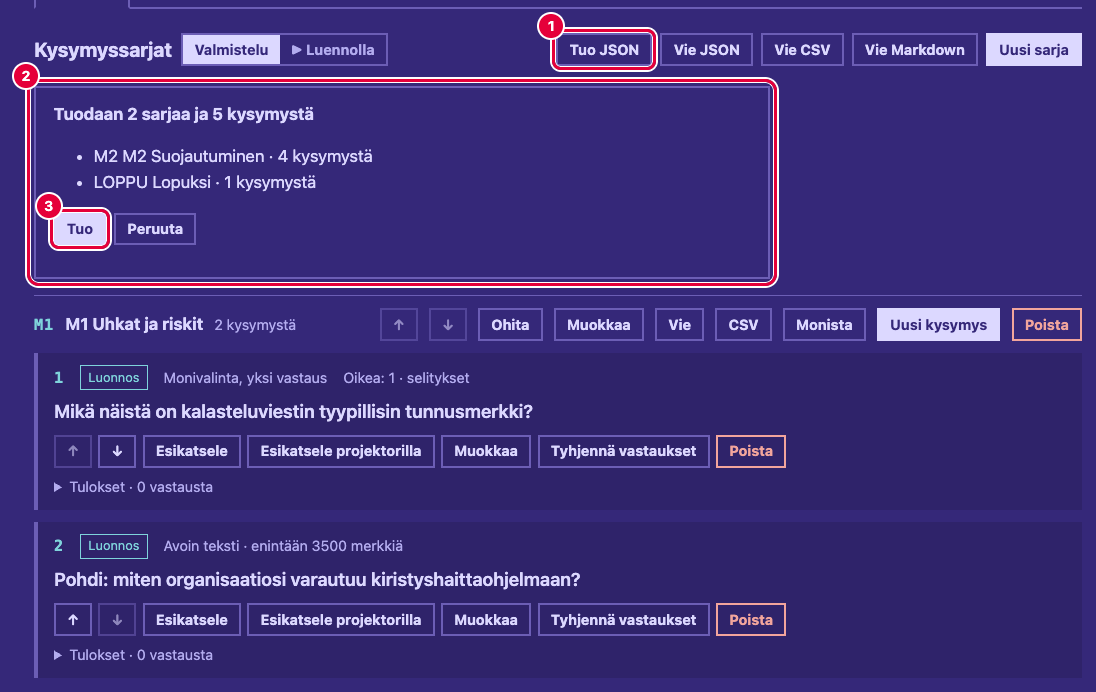 Kysymyssarjat Valmistelu ▶ Luennolla 1 Tuo JSON Vie JSON Vie CSV Vie Markdown Uusi sarja
2
Tuodaan 2 sarjaa ja 5 kysymystä
• M2 M2 Suojautuminen · 4 kysymystä
• LOPPU Lopuksi · 1 kysymystä
3
Tuo Peruuta
M1 M1 Uhkat ja riskit 2 kysymystä ↑ ↓ Ohita Muokkaa Vie CSV Monista Uusi kysymys Poista
1 Luonnos Monivalinta, yksi vastaus Oikea: 1 · selitykset
Mikä näistä on kalasteluviestin tyypillisin tunnusmerkki?
↑ ↓ Esikatsele Esikatsele projektorilla Muokkaa Tyhjennä vastaukset Poista
▶ Tulokset · 0 vastausta
2 Luonnos Avoin teksti · enintään 3500 merkkiä
Pohdi: miten organisaatiosi varautuu kiristyshaittaohjelmaan?
↑ ↓ Esikatsele Esikatsele projektorilla Muokkaa Tyhjennä vastaukset Poista
▶ Tulokset · 0 vastausta